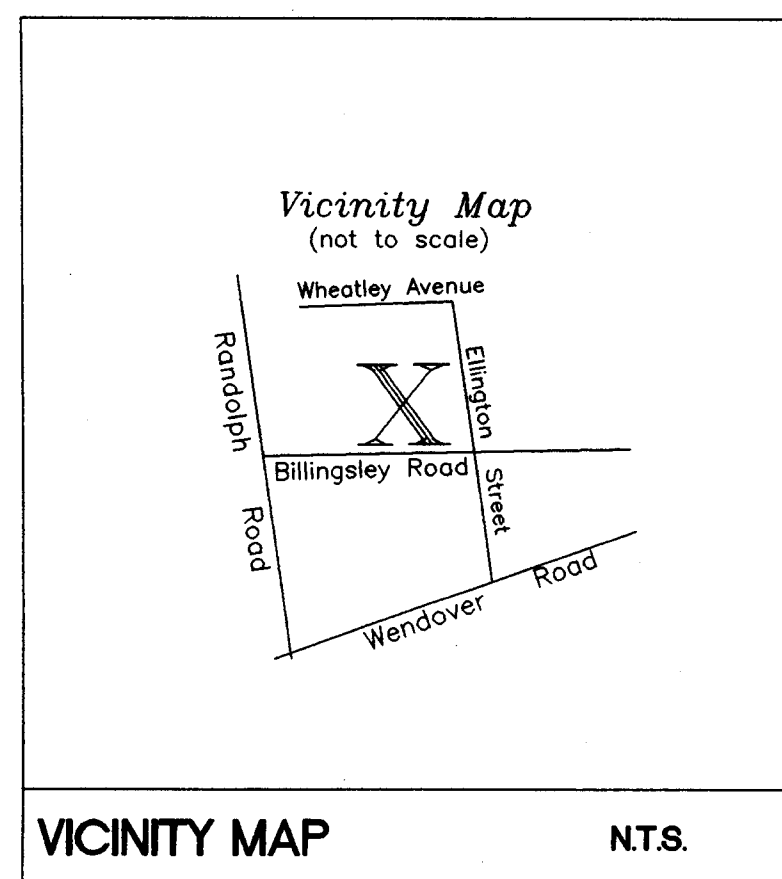 Vicinity Map
(not to scale)
Wheatley Avenue
Randolph
Road
Ellington
Street
X
Billingsley Road
Wendover Road
VICINITY MAP
N.T.S.